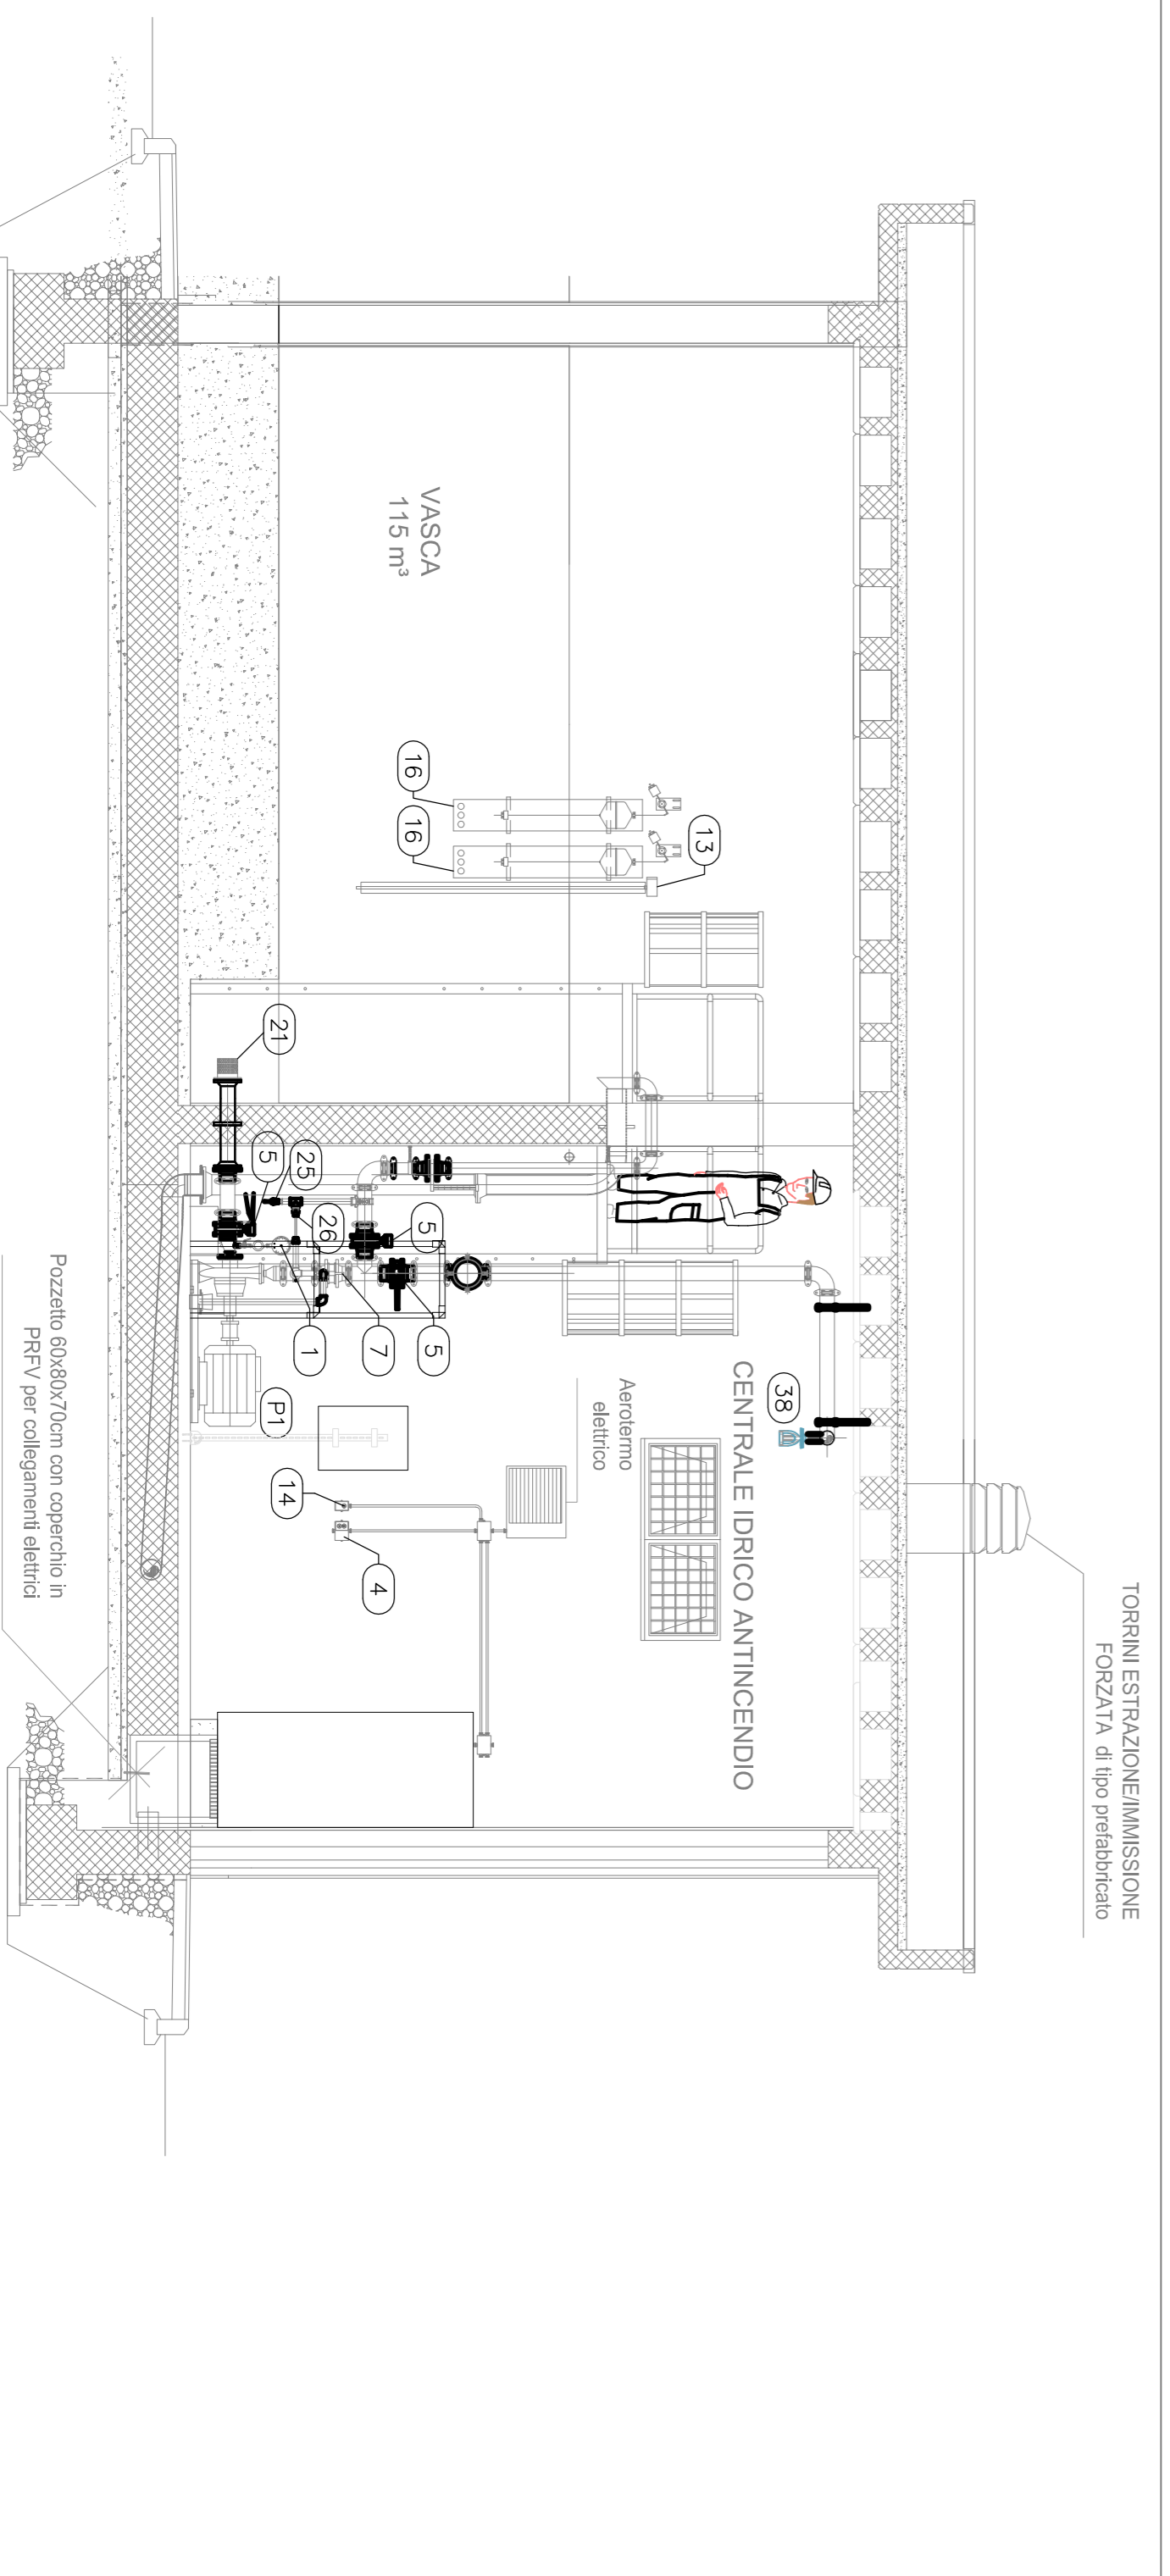 TORRINI ESTRAZIONE/IMMISSIONE
FORZATA di tipo prefabbricato
38
CENTRALE IDRICO ANTINCENDIO
13
Aerotermo
elettrico
VASCA
115 m³
16
16
5
5
7
26
1
25
5
21
P1
14
4
Pozzetto 60x80x70cm con coperchio in
PRFV per collegamenti elettrici